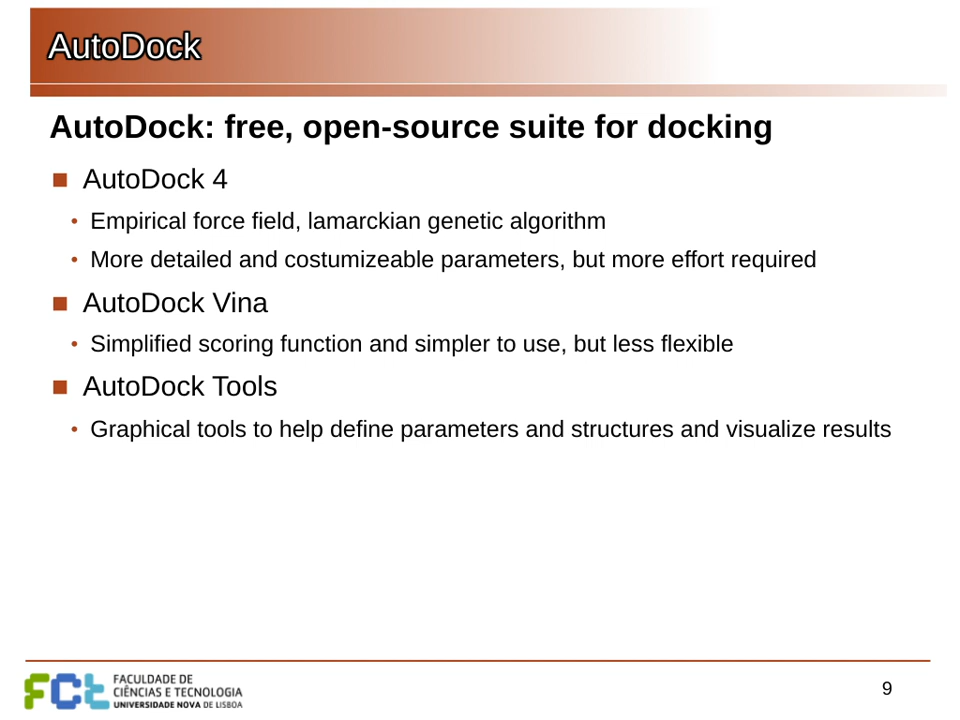 AutoDock
AutoDock: free, open-source suite for docking
AutoDock 4
Empirical force field, lamarckian genetic algorithm
More detailed and costumizeable parameters, but more effort required
AutoDock Vina
Simplified scoring function and simpler to use, but less flexible
AutoDock Tools
Graphical tools to help define parameters and structures and visualize results
FCt
FACULDADE DE
CIÊNCIAS E TECNOLOGIA
UNIVERSIDADE NOVA DE LISBOA
9